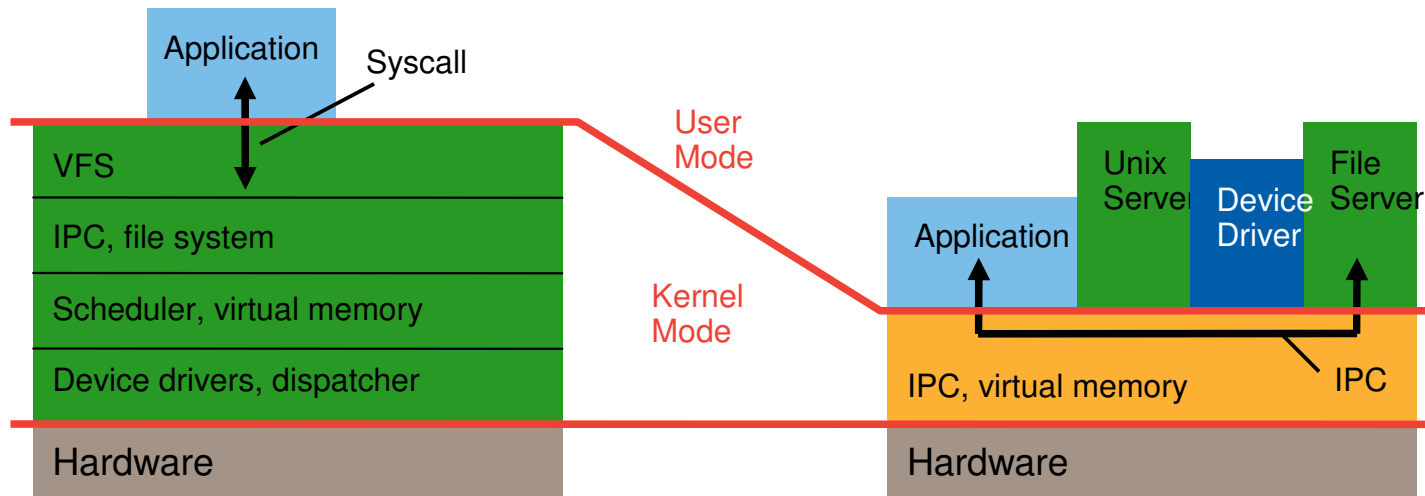 Application
Syscall
VFS
IPC, file system
Scheduler, virtual memory
Device drivers, dispatcher
Hardware
User
Mode
Kernel
Mode
Application
Unix
Server
Device
Driver
File
Server
IPC, virtual memory
IPC
Hardware